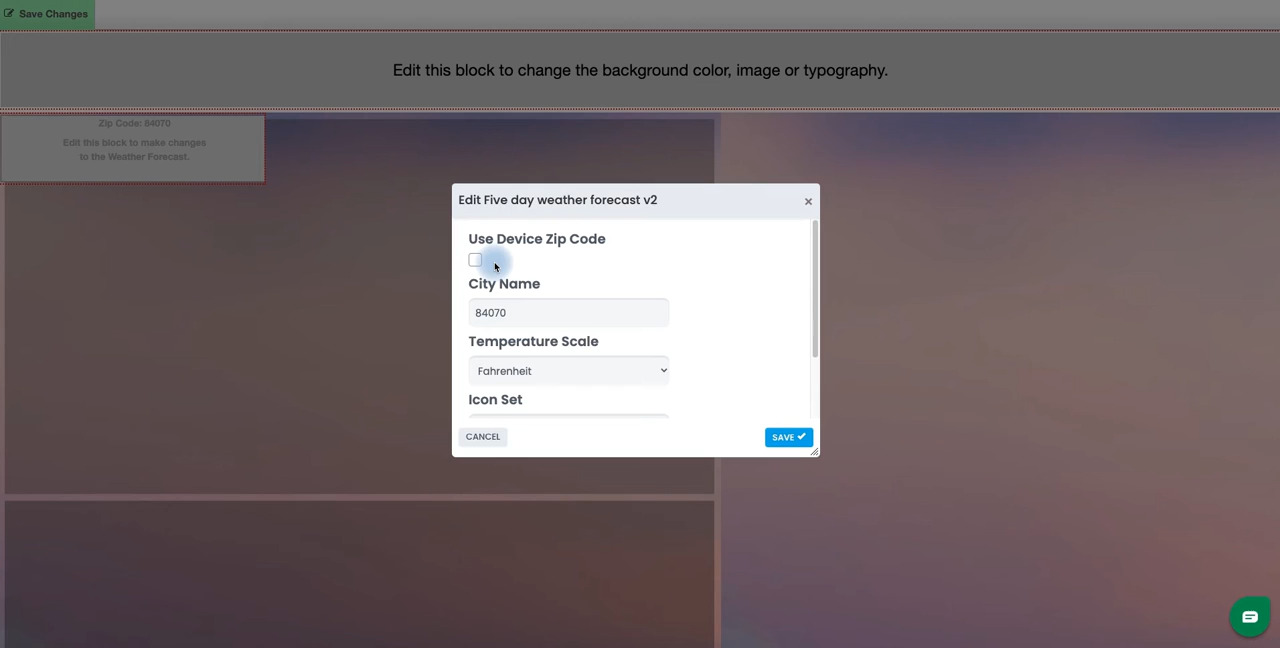 Save Changes
Edit this block to change the background color, image or typography.
Zip Code: 84070
Edit this block to make changes
to the Weather Forecast.
Edit Five day weather forecast v2
×
Use Device Zip Code
City Name
84070
Temperature Scale
Fahrenheit
Icon Set
CANCEL
SAVE